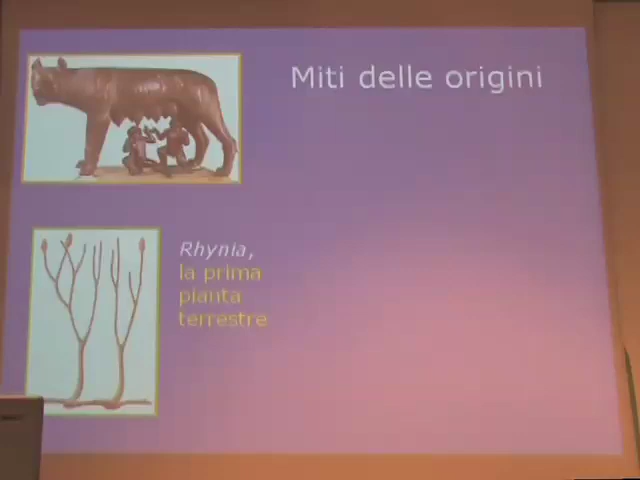 Miti delle origini
Rhynia,
la prima
pianta
terrestre